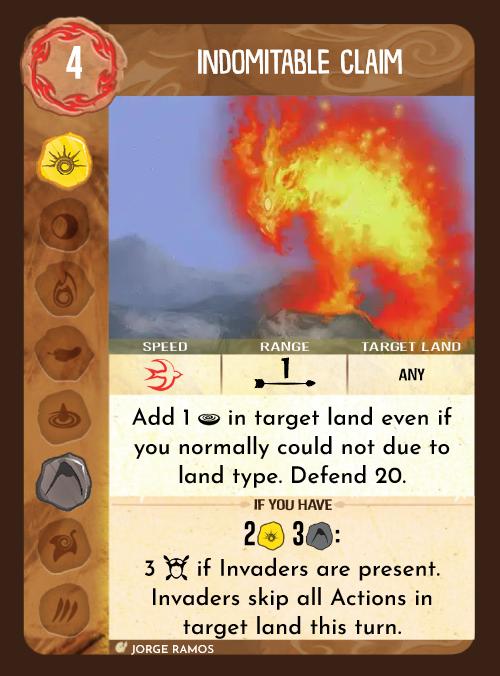 4
INDOMITABLE CLAIM
SPEED RANGE TARGET LAND
1
ANY
Add 1 in target land even if
you normally could not due to
land type. Defend 20.
IF YOU HAVE
2 3 :
3 if Invaders are present.
Invaders skip all Actions in
target land this turn.
JORGE RAMOS